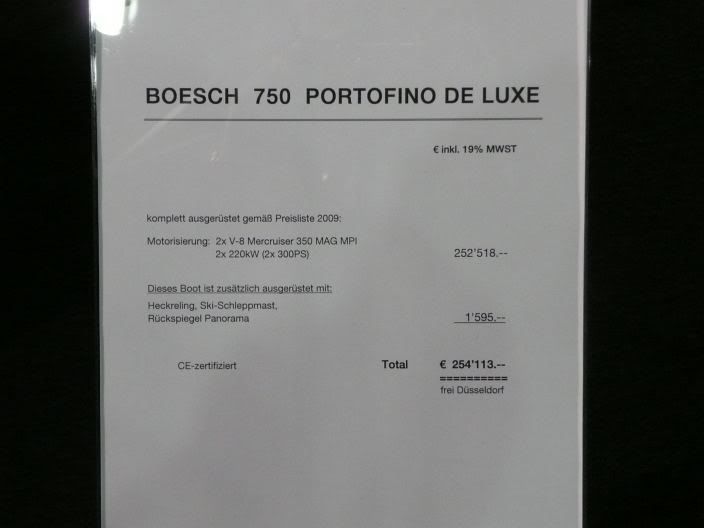 BOESCH 750 PORTOFINO DE LUXE
€ inkl. 19% MWST
komplett ausgerüstet gemäß Preisliste 2009:
Motorisierung: 2x V-8 Mercruiser 350 MAG MPI
2x 220kW (2x 300PS) 252'518.--
Dieses Boot ist zusätzlich ausgerüstet mit:
Heckreling, Ski-Schleppmast,
Rückspiegel Panorama 1'595.--
CE-zertifiziert Total € 254'113.--
==========
frei Düsseldorf